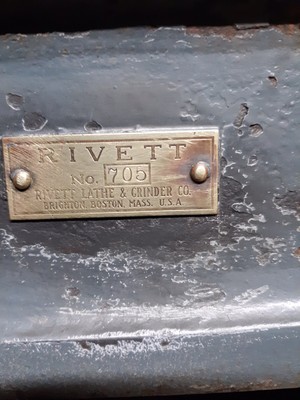 RIVETT
No. 705
RIVETT LATHE & GRINDER CO.
BRIGHTON BOSTON, MASS. U.S.A.